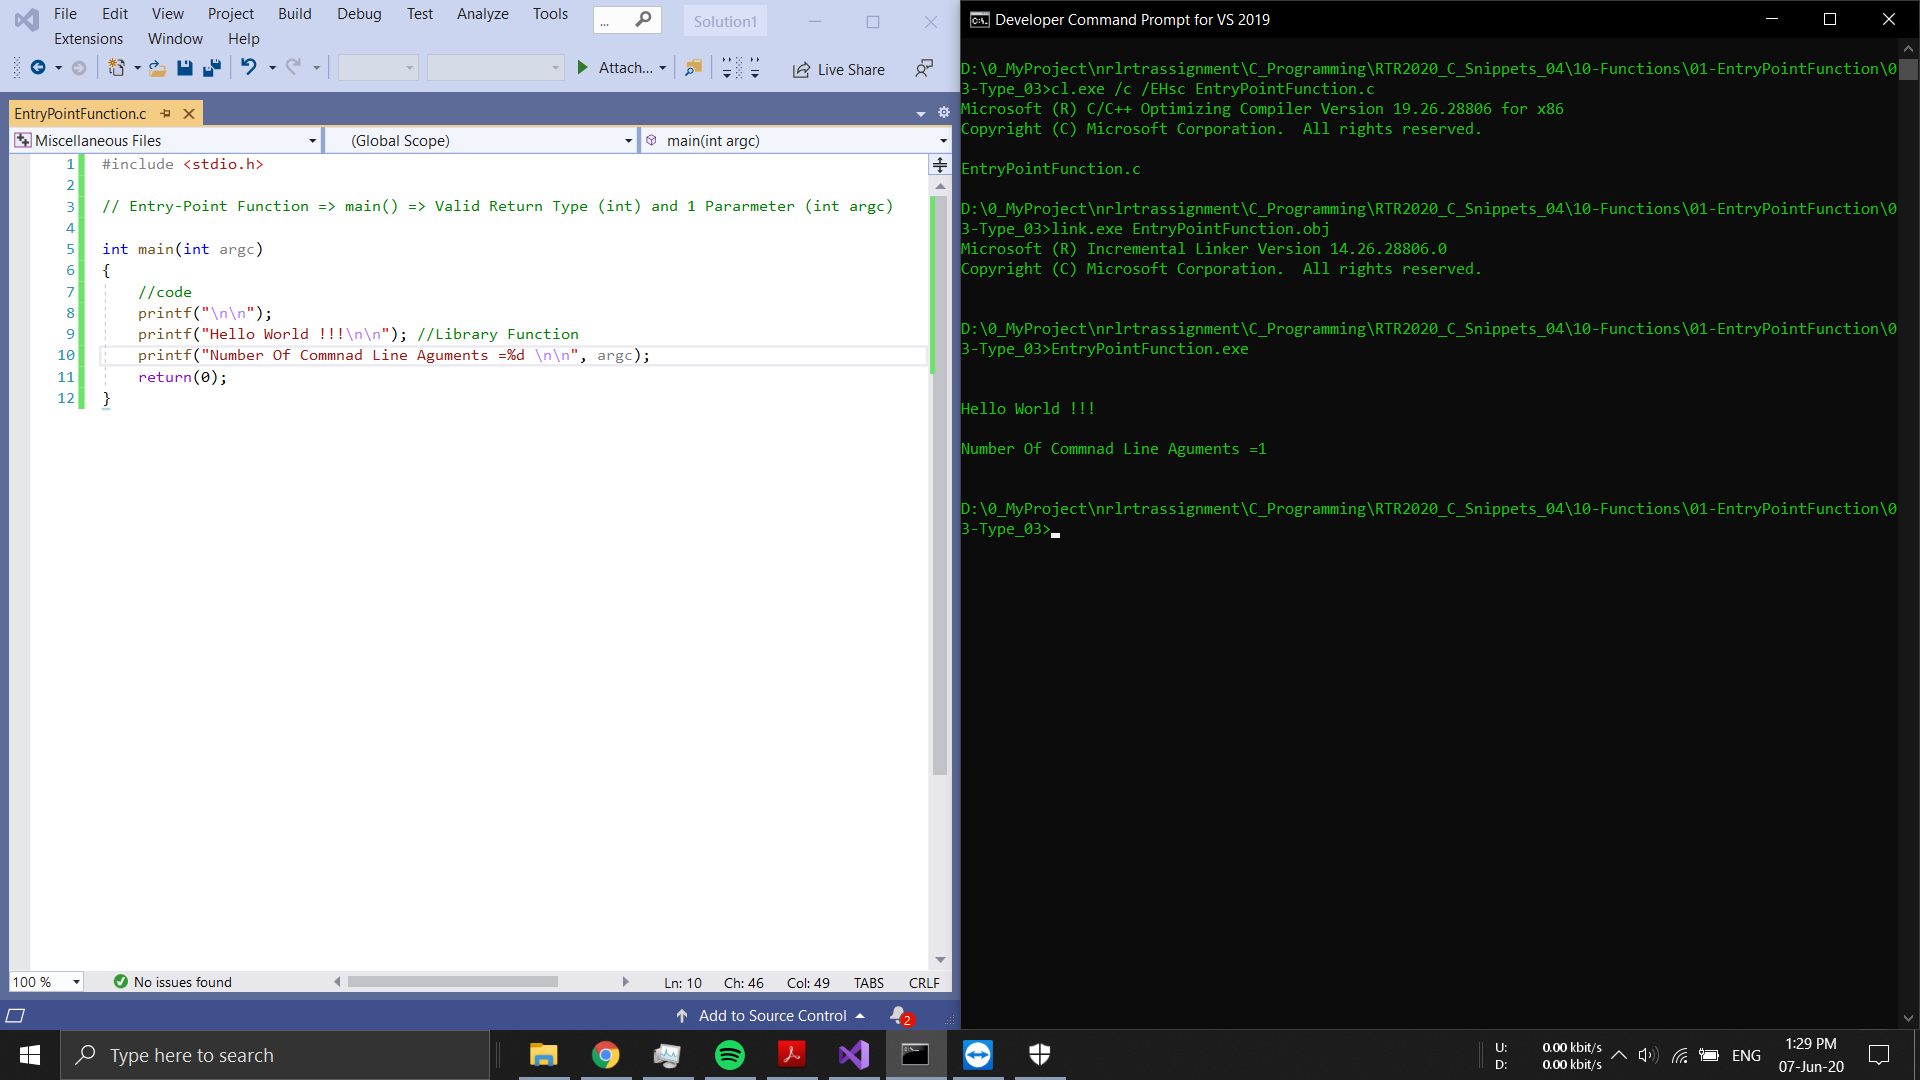 File Edit View Project Build Debug Test Analyze Tools ... Solution1
Extensions Window Help
Attach... Live Share
EntryPointFunction.c
Miscellaneous Files (Global Scope) main(int argc)
1 #include <stdio.h>
2
3 // Entry-Point Function => main() => Valid Return Type (int) and 1 Pararmeter (int argc)
4
5 int main(int argc)
6 {
7 //code
8 printf("\n\n");
9 printf("Hello World !!!\n\n"); //Library Function
10 printf("Number Of Commnad Line Aguments =%d \n\n", argc);
11 return(0);
12 }
100 % No issues found Ln: 10 Ch: 46 Col: 49 TABS CRLF
Add to Source Control 2
Developer Command Prompt for VS 2019
D:\0_MyProject\nrlrtrassignment\C_Programming\RTR2020_C_Snippets_04\10-Functions\01-EntryPointFunction\0
3-Type_03>cl.exe /c /EHsc EntryPointFunction.c
Microsoft (R) C/C++ Optimizing Compiler Version 19.26.28806 for x86
Copyright (C) Microsoft Corporation.  All rights reserved.
EntryPointFunction.c
D:\0_MyProject\nrlrtrassignment\C_Programming\RTR2020_C_Snippets_04\10-Functions\01-EntryPointFunction\0
3-Type_03>link.exe EntryPointFunction.obj
Microsoft (R) Incremental Linker Version 14.26.28806.0
Copyright (C) Microsoft Corporation.  All rights reserved.
D:\0_MyProject\nrlrtrassignment\C_Programming\RTR2020_C_Snippets_04\10-Functions\01-EntryPointFunction\0
3-Type_03>EntryPointFunction.exe
Hello World !!!
Number Of Commnad Line Aguments =1
D:\0_MyProject\nrlrtrassignment\C_Programming\RTR2020_C_Snippets_04\10-Functions\01-EntryPointFunction\0
3-Type_03>
Type here to search
U: 0.00 kbit/s
D: 0.00 kbit/s
ENG
1:29 PM
07-Jun-20